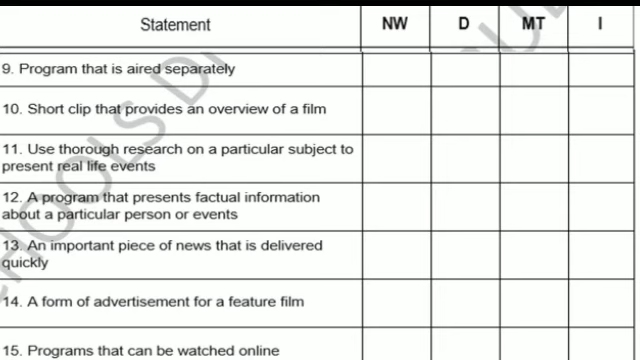 Statement NW D MT I
9. Program that is aired separately
10. Short clip that provides an overview of a film
11. Use thorough research on a particular subject to
present real life events
12. A program that presents factual information
about a particular person or events
13. An important piece of news that is delivered
quickly
14. A form of advertisement for a feature film
15. Programs that can be watched online